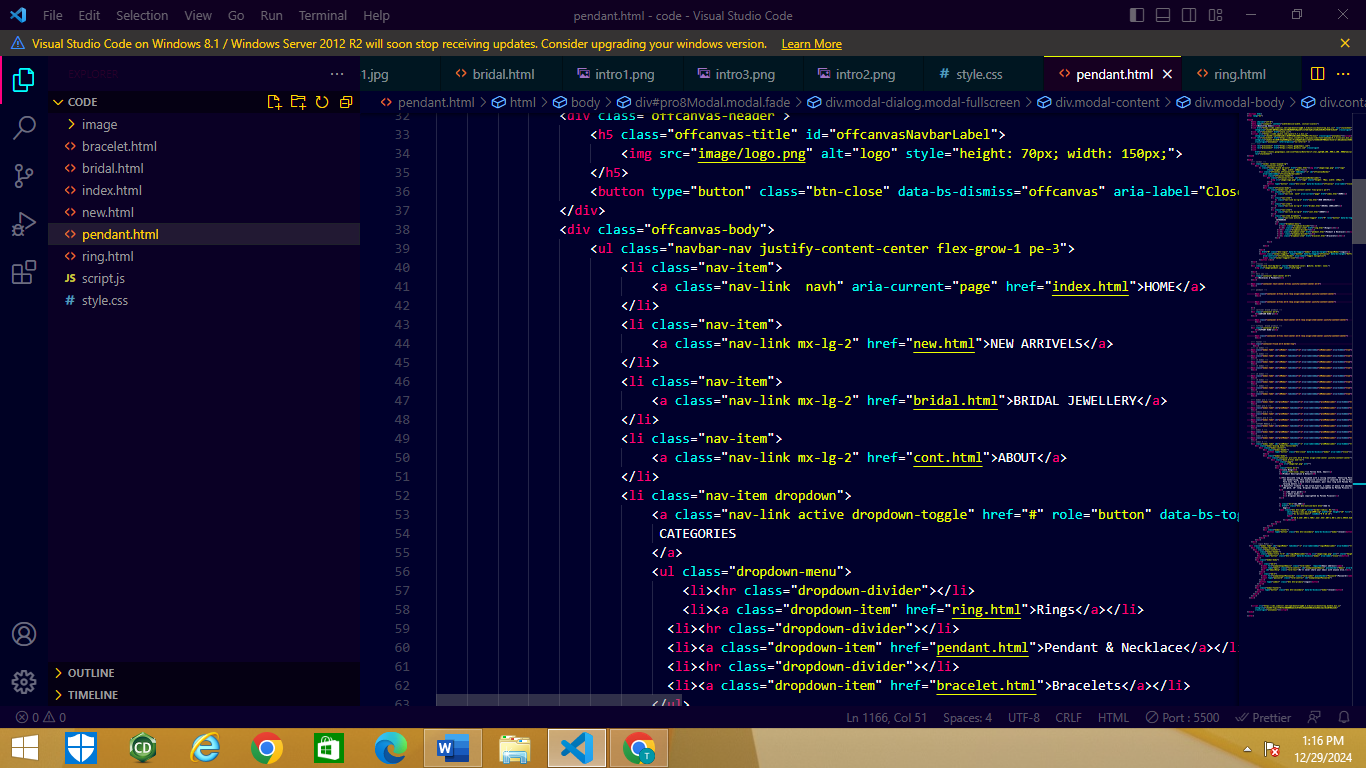 File Edit Selection View Go Run Terminal Help pendant.html - code - Visual Studio Code
Visual Studio Code on Windows 8.1 / Windows Server 2012 R2 will soon stop receiving updates. Consider upgrading your windows version. Learn More
EXPLORER ··· 1.jpg bridal.html intro1.png intro3.png intro2.png style.css pendant.html ring.html ···
CODE
pendant.html > html > body > div#pro8Modal.modal.fade > div.modal-dialog.modal-fullscreen > div.modal-content > div.modal-body > div.conta
image
bracelet.html
bridal.html
index.html
new.html
pendant.html
ring.html
JS script.js
# style.css
OUTLINE
TIMELINE
32 <div class="offcanvas-header">
33 <h5 class="offcanvas-title" id="offcanvasNavbarLabel">
34 <img src="image/logo.png" alt="logo" style="height: 70px; width: 150px;">
35 </h5>
36 <button type="button" class="btn-close" data-bs-dismiss="offcanvas" aria-label="Close
37 </div>
38 <div class="offcanvas-body">
39 <ul class="navbar-nav justify-content-center flex-grow-1 pe-3">
40 <li class="nav-item">
41 <a class="nav-link  navh" aria-current="page" href="index.html">HOME</a>
42 </li>
43 <li class="nav-item">
44 <a class="nav-link mx-lg-2" href="new.html">NEW ARRIVELS</a>
45 </li>
46 <li class="nav-item">
47 <a class="nav-link mx-lg-2" href="bridal.html">BRIDAL JEWELLERY</a>
48 </li>
49 <li class="nav-item">
50 <a class="nav-link mx-lg-2" href="cont.html">ABOUT</a>
51 </li>
52 <li class="nav-item dropdown">
53 <a class="nav-link active dropdown-toggle" href="#" role="button" data-bs-tog
54 CATEGORIES
55 </a>
56 <ul class="dropdown-menu">
57 <li><hr class="dropdown-divider"></li>
58 <li><a class="dropdown-item" href="ring.html">Rings</a></li>
59 <li><hr class="dropdown-divider"></li>
60 <li><a class="dropdown-item" href="pendant.html">Pendant & Necklace</a></li
61 <li><hr class="dropdown-divider"></li>
62 <li><a class="dropdown-item" href="bracelet.html">Bracelets</a></li>
63 </ul>
0 0 Ln 1166, Col 51 Spaces: 4 UTF-8 CRLF HTML Port : 5500 Prettier
1:16 PM
12/29/2024